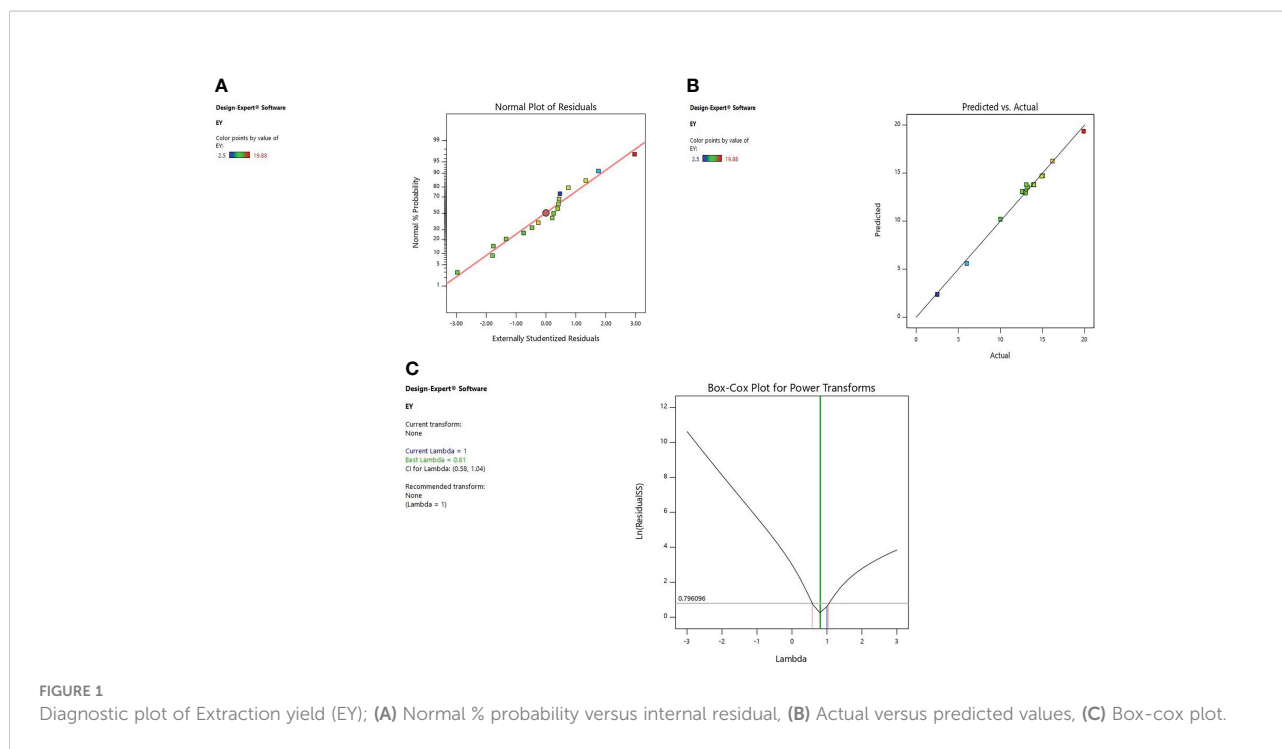 A
Design-Expert® Software
EY
Color points by value of
EY:
2.5 19.88
Normal Plot of Residuals
Normal % Probability
99
95
90
80
70
50
30
20
10
5
1
-3.00 -2.00 -1.00 0.00 1.00 2.00 3.00
Externally Studentized Residuals
B
Design-Expert® Software
EY
Color points by value of
EY:
2.5 19.88
Predicted vs. Actual
Predicted
20
15
10
5
0
0 5 10 15 20
Actual
C
Design-Expert® Software
EY
Current transform:
None
Current Lambda = 1
Best Lambda = 0.81
CI for Lambda: (0.58, 1.04)
Recommended transform:
None
(Lambda = 1)
Box-Cox Plot for Power Transforms
Ln(ResidualSS)
12
10
8
6
4
2
0
0.796096
-3 -2 -1 0 1 2 3
Lambda
FIGURE 1
Diagnostic plot of Extraction yield (EY); (A) Normal % probability versus internal residual, (B) Actual versus predicted values, (C) Box-cox plot.